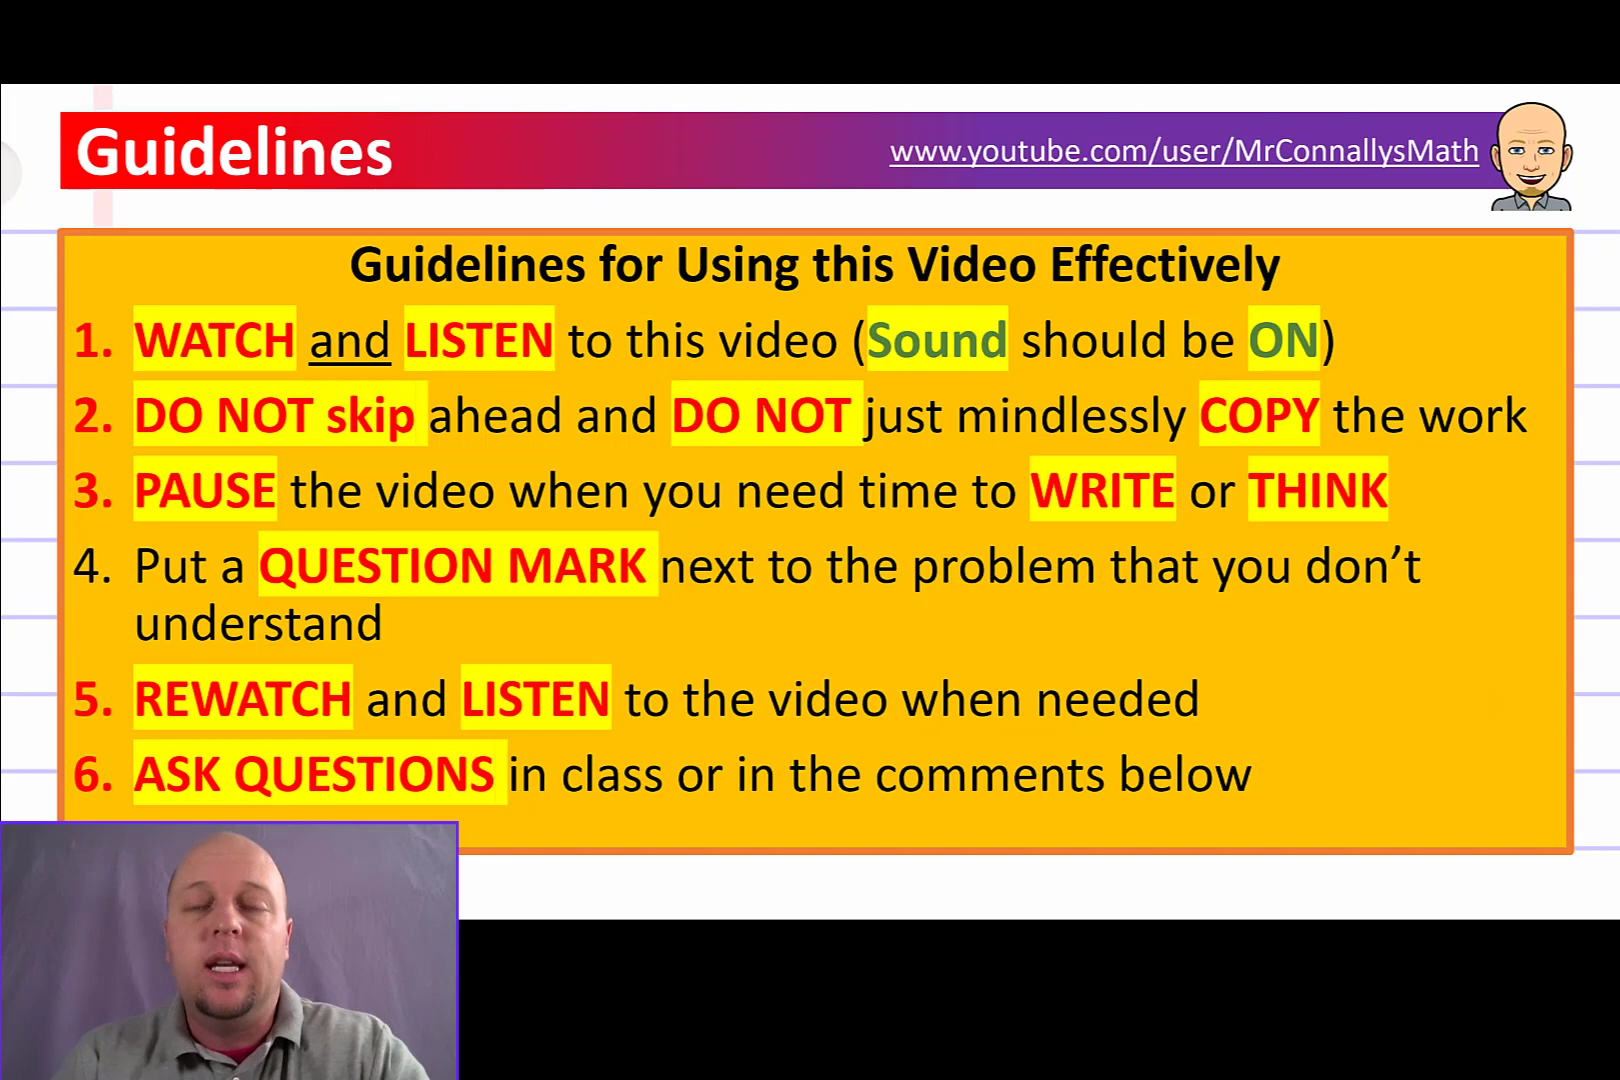 Guidelines
www.youtube.com/user/MrConnallysMath
Guidelines for Using this Video Effectively
1. WATCH and LISTEN to this video (Sound should be ON)
2. DO NOT skip ahead and DO NOT just mindlessly COPY the work
3. PAUSE the video when you need time to WRITE or THINK
4. Put a QUESTION MARK next to the problem that you don’t
understand
5. REWATCH and LISTEN to the video when needed
6. ASK QUESTIONS in class or in the comments below